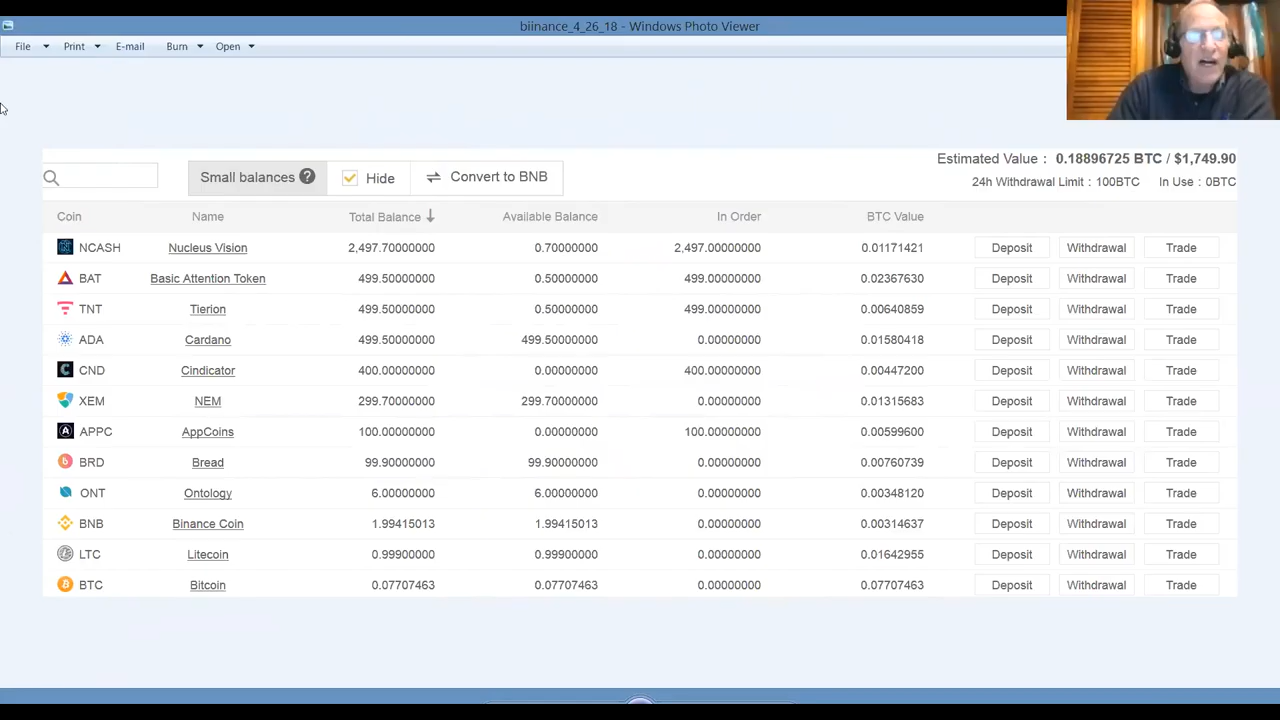 biinance_4_26_18 - Windows Photo Viewer
File Print E-mail Burn Open
Estimated Value : 0.18896725 BTC / $1,749.90
Small balances ? Hide Convert to BNB
24h Withdrawal Limit : 100BTC In Use : 0BTC
Coin Name Total Balance Available Balance In Order BTC Value
NCASH Nucleus Vision 2,497.70000000 0.70000000 2,497.00000000 0.01171421 Deposit Withdrawal Trade
BAT Basic Attention Token 499.50000000 0.50000000 499.00000000 0.02367630 Deposit Withdrawal Trade
TNT Tierion 499.50000000 0.50000000 499.00000000 0.00640859 Deposit Withdrawal Trade
ADA Cardano 499.50000000 499.50000000 0.00000000 0.01580418 Deposit Withdrawal Trade
CND Cindicator 400.00000000 0.00000000 400.00000000 0.00447200 Deposit Withdrawal Trade
XEM NEM 299.70000000 299.70000000 0.00000000 0.01315683 Deposit Withdrawal Trade
APPC AppCoins 100.00000000 0.00000000 100.00000000 0.00599600 Deposit Withdrawal Trade
BRD Bread 99.90000000 99.90000000 0.00000000 0.00760739 Deposit Withdrawal Trade
ONT Ontology 6.00000000 6.00000000 0.00000000 0.00348120 Deposit Withdrawal Trade
BNB Binance Coin 1.99415013 1.99415013 0.00000000 0.00314637 Deposit Withdrawal Trade
LTC Litecoin 0.99900000 0.99900000 0.00000000 0.01642955 Deposit Withdrawal Trade
BTC Bitcoin 0.07707463 0.07707463 0.00000000 0.07707463 Deposit Withdrawal Trade